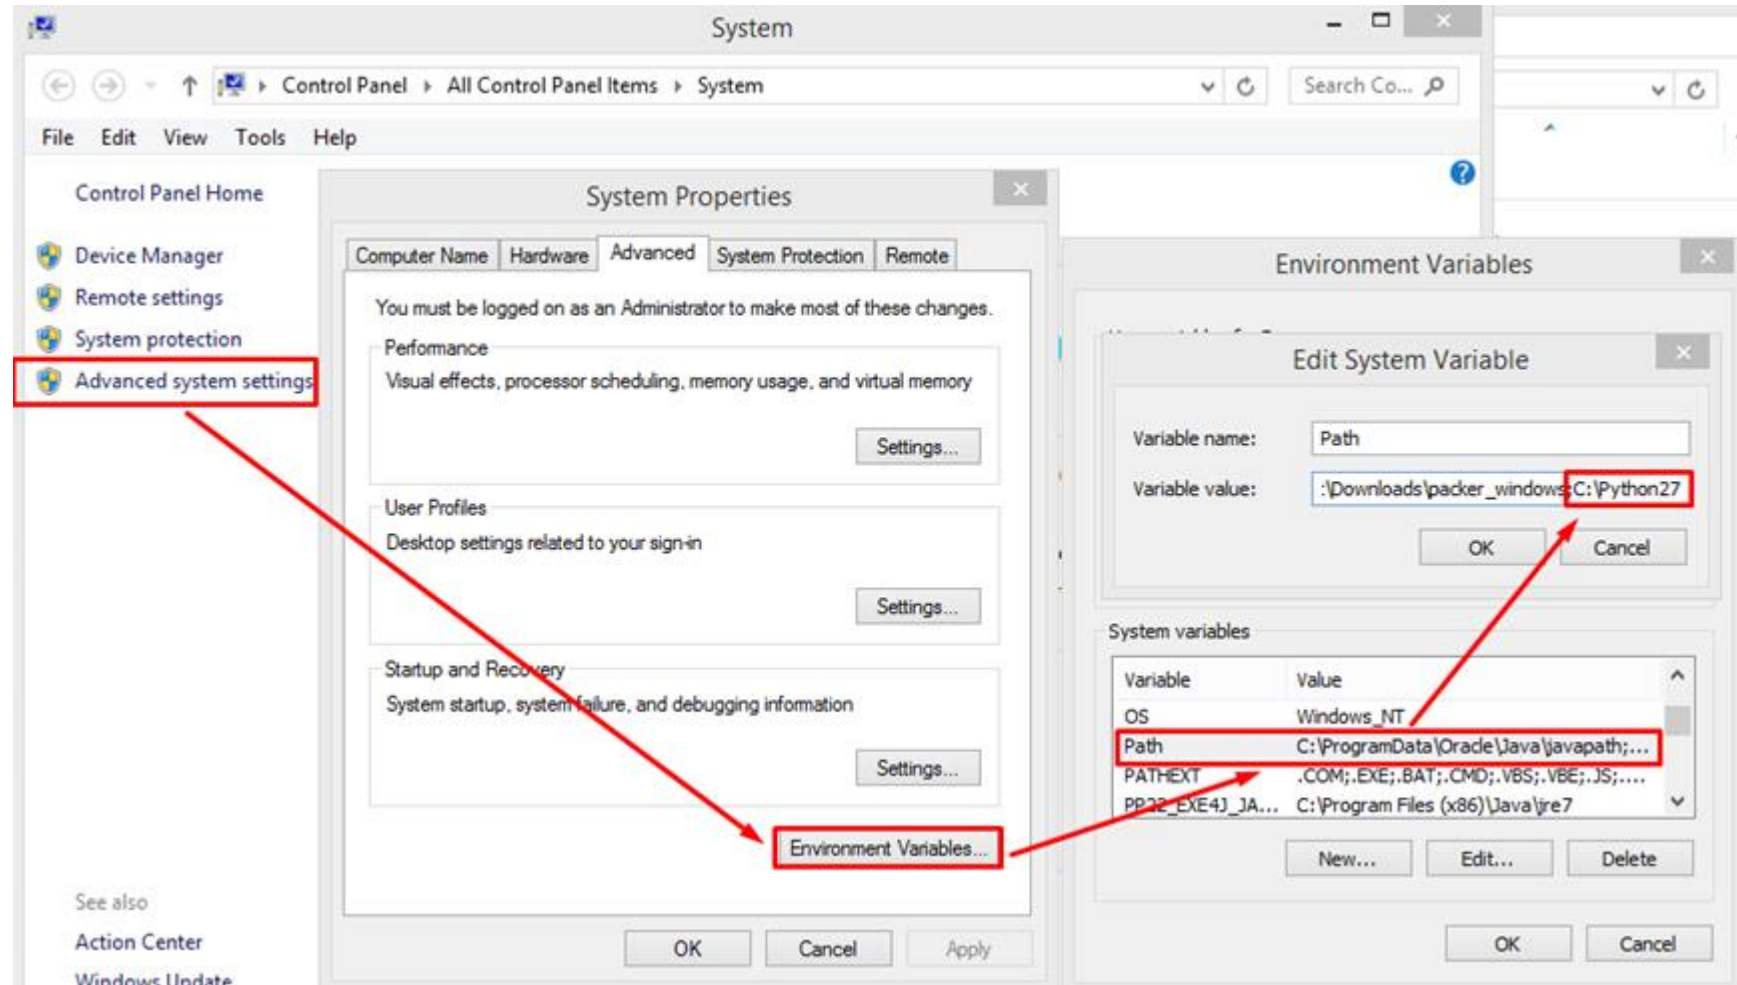 System
Control Panel All Control Panel Items System
Search Co...
File Edit View Tools Help
Control Panel Home
Device Manager
Remote settings
System protection
Advanced system settings
See also
Action Center
Windows Update
System Properties
Computer Name Hardware Advanced System Protection Remote
You must be logged on as an Administrator to make most of these changes.
Performance
Visual effects, processor scheduling, memory usage, and virtual memory
Settings...
User Profiles
Desktop settings related to your sign-in
Settings...
Startup and Recovery
System startup, system failure, and debugging information
Settings...
Environment Variables...
OK Cancel Apply
Environment Variables
Edit System Variable
Variable name: Path
Variable value: :\Downloads\packer_windows;C:\Python27
OK Cancel
System variables
Variable Value
OS Windows_NT
Path C:\ProgramData\Oracle\Java\javapath;...
PATHEXT .COM;.EXE;.BAT;.CMD;.VBS;.VBE;.JS;....
PP22_EXE4J_JA... C:\Program Files (x86)\Java\jre7
New... Edit... Delete
OK Cancel